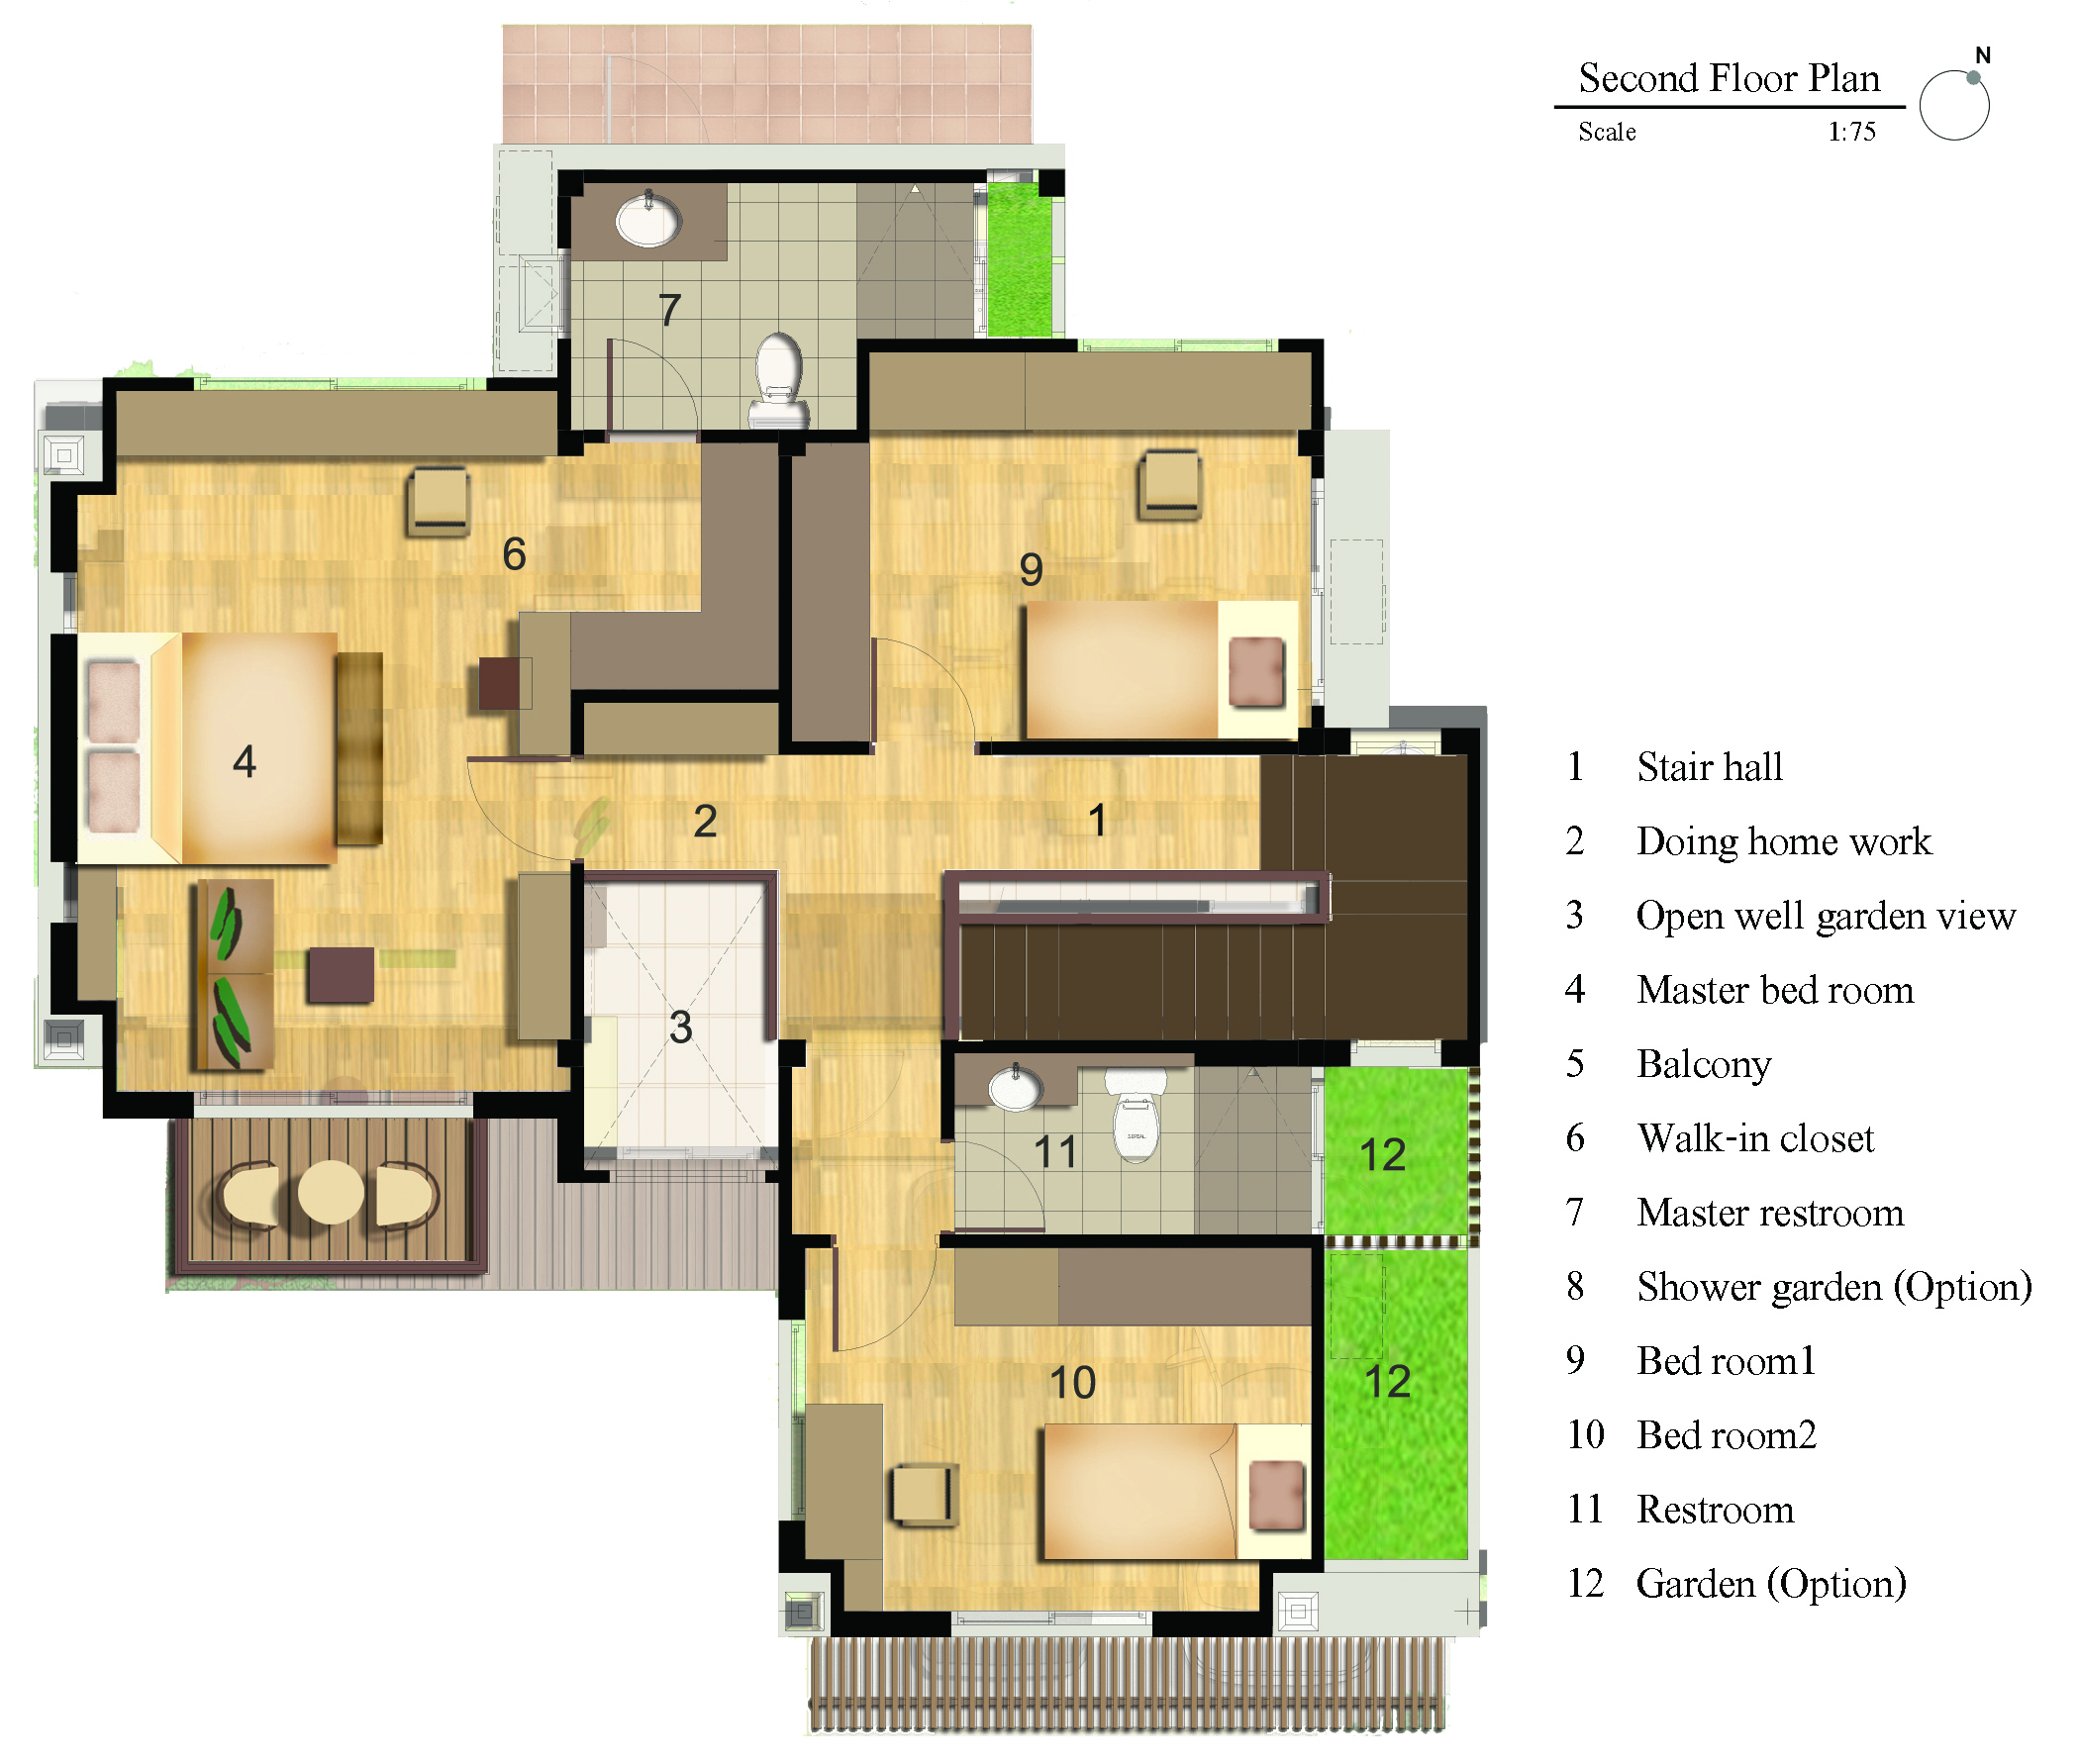 N
Second Floor Plan
Scale 1:75
7
6
9
4
2
1
3
11
12
10
12
1 Stair hall
2 Doing home work
3 Open well garden view
4 Master bed room
5 Balcony
6 Walk-in closet
7 Master restroom
8 Shower garden (Option)
9 Bed room1
10 Bed room2
11 Restroom
12 Garden (Option)